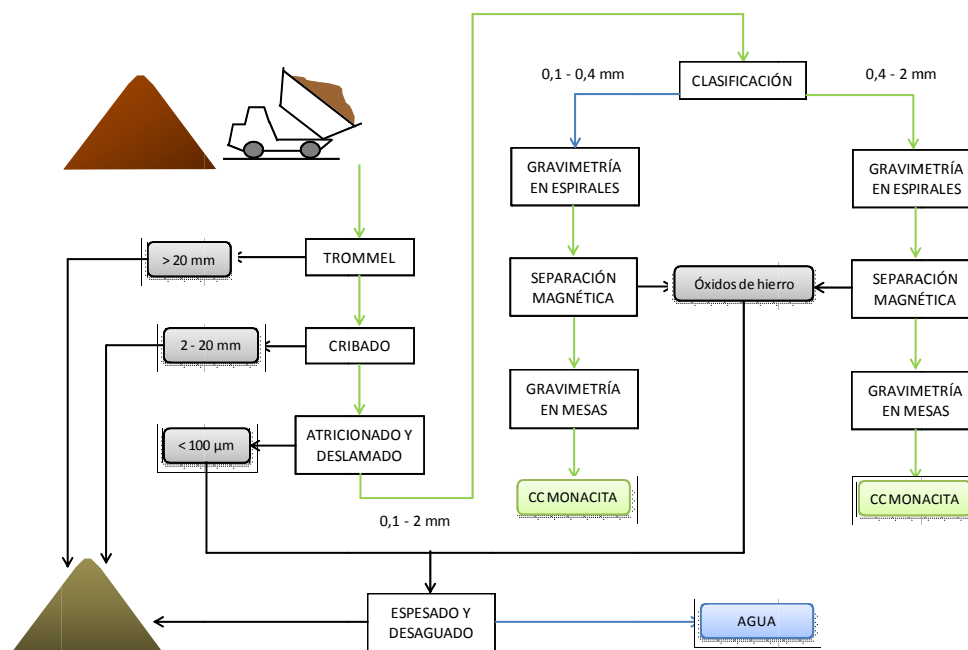 0,1 - 0,4 mm
CLASIFICACIÓN
0,4 - 2 mm
GRAVIMETRÍA
EN ESPIRALES
GRAVIMETRÍA
EN ESPIRALES
> 20 mm
TROMMEL
SEPARACIÓN
MAGNÉTICA
Óxidos de hierro
SEPARACIÓN
MAGNÉTICA
2 - 20 mm
CRIBADO
GRAVIMETRÍA
EN MESAS
GRAVIMETRÍA
EN MESAS
< 100 µm
ATRICIONADO Y
DESLAMADO
CC MONACITA
CC MONACITA
0,1 - 2 mm
ESPESADO Y
DESAGUADO
AGUA